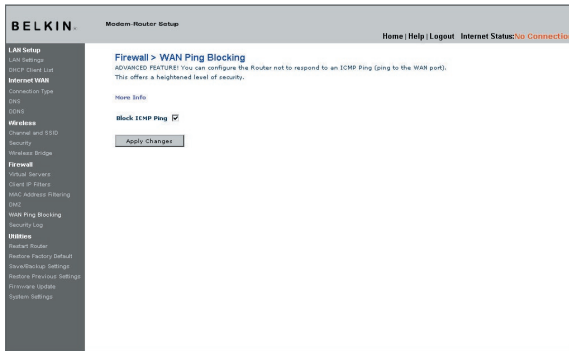 BELKIN.
Modem-Router Setup
Home | Help | Logout Internet Status:No Connection
LAN Setup
LAN Settings
DHCP Client List
Internet WAN
Connection Type
DNS
DDNS
Wireless
Channel and SSID
Security
Wireless Bridge
Firewall
Virtual Servers
Client IP Filters
MAC Address Filtering
DMZ
WAN Ping Blocking
Security Log
Utilities
Restart Router
Restore Factory Default
Save/Backup Settings
Restore Previous Settings
Firmware Update
System Settings
Firewall > WAN Ping Blocking
ADVANCED FEATURE! You can configure the Router not to respond to an ICMP Ping (ping to the WAN port).
This offers a heightened level of security.
More Info
Block ICMP Ping
Apply Changes